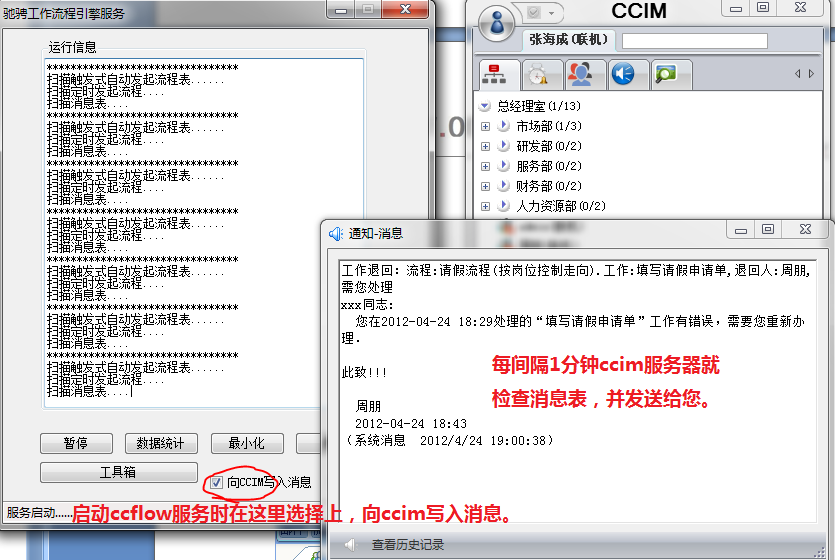 驰骋工作流程引擎服务
运行信息
********************************
扫描触发式自动发起流程表......
扫描定时发起流程....
扫描消息表....
********************************
扫描触发式自动发起流程表......
扫描定时发起流程....
扫描消息表....
********************************
扫描触发式自动发起流程表......
扫描定时发起流程....
扫描消息表....
********************************
扫描触发式自动发起流程表......
扫描定时发起流程....
扫描消息表....
********************************
扫描触发式自动发起流程表......
扫描定时发起流程....
扫描消息表....
********************************
扫描触发式自动发起流程表......
扫描定时发起流程....
扫描消息表....
********************************
扫描触发式自动发起流程表......
扫描定时发起流程....
扫描消息表....
暂停
数据统计
最小化
工具箱
向CCIM写入消息
服务启动......
启动ccflow服务时在这里选择上，向ccim写入消息。
CCIM
张海成(联机)
总经理室(1/13)
市场部(1/3)
研发部(0/2)
服务部(0/2)
财务部(0/2)
人力资源部(0/2)
通知-消息
工作退回: 流程:请假流程(按岗位控制走向).工作:填写请假申请单,退回人:周朋,
需您处理
xxx同志:
您在2012-04-24 18:29处理的“填写请假申请单”工作有错误，需要您重新办
理.
此致!!!
周朋
2012-04-24 18:43
(系统消息 2012/4/24 19:00:38)
每间隔1分钟ccim服务器就
检查消息表，并发送给您。
查看历史记录